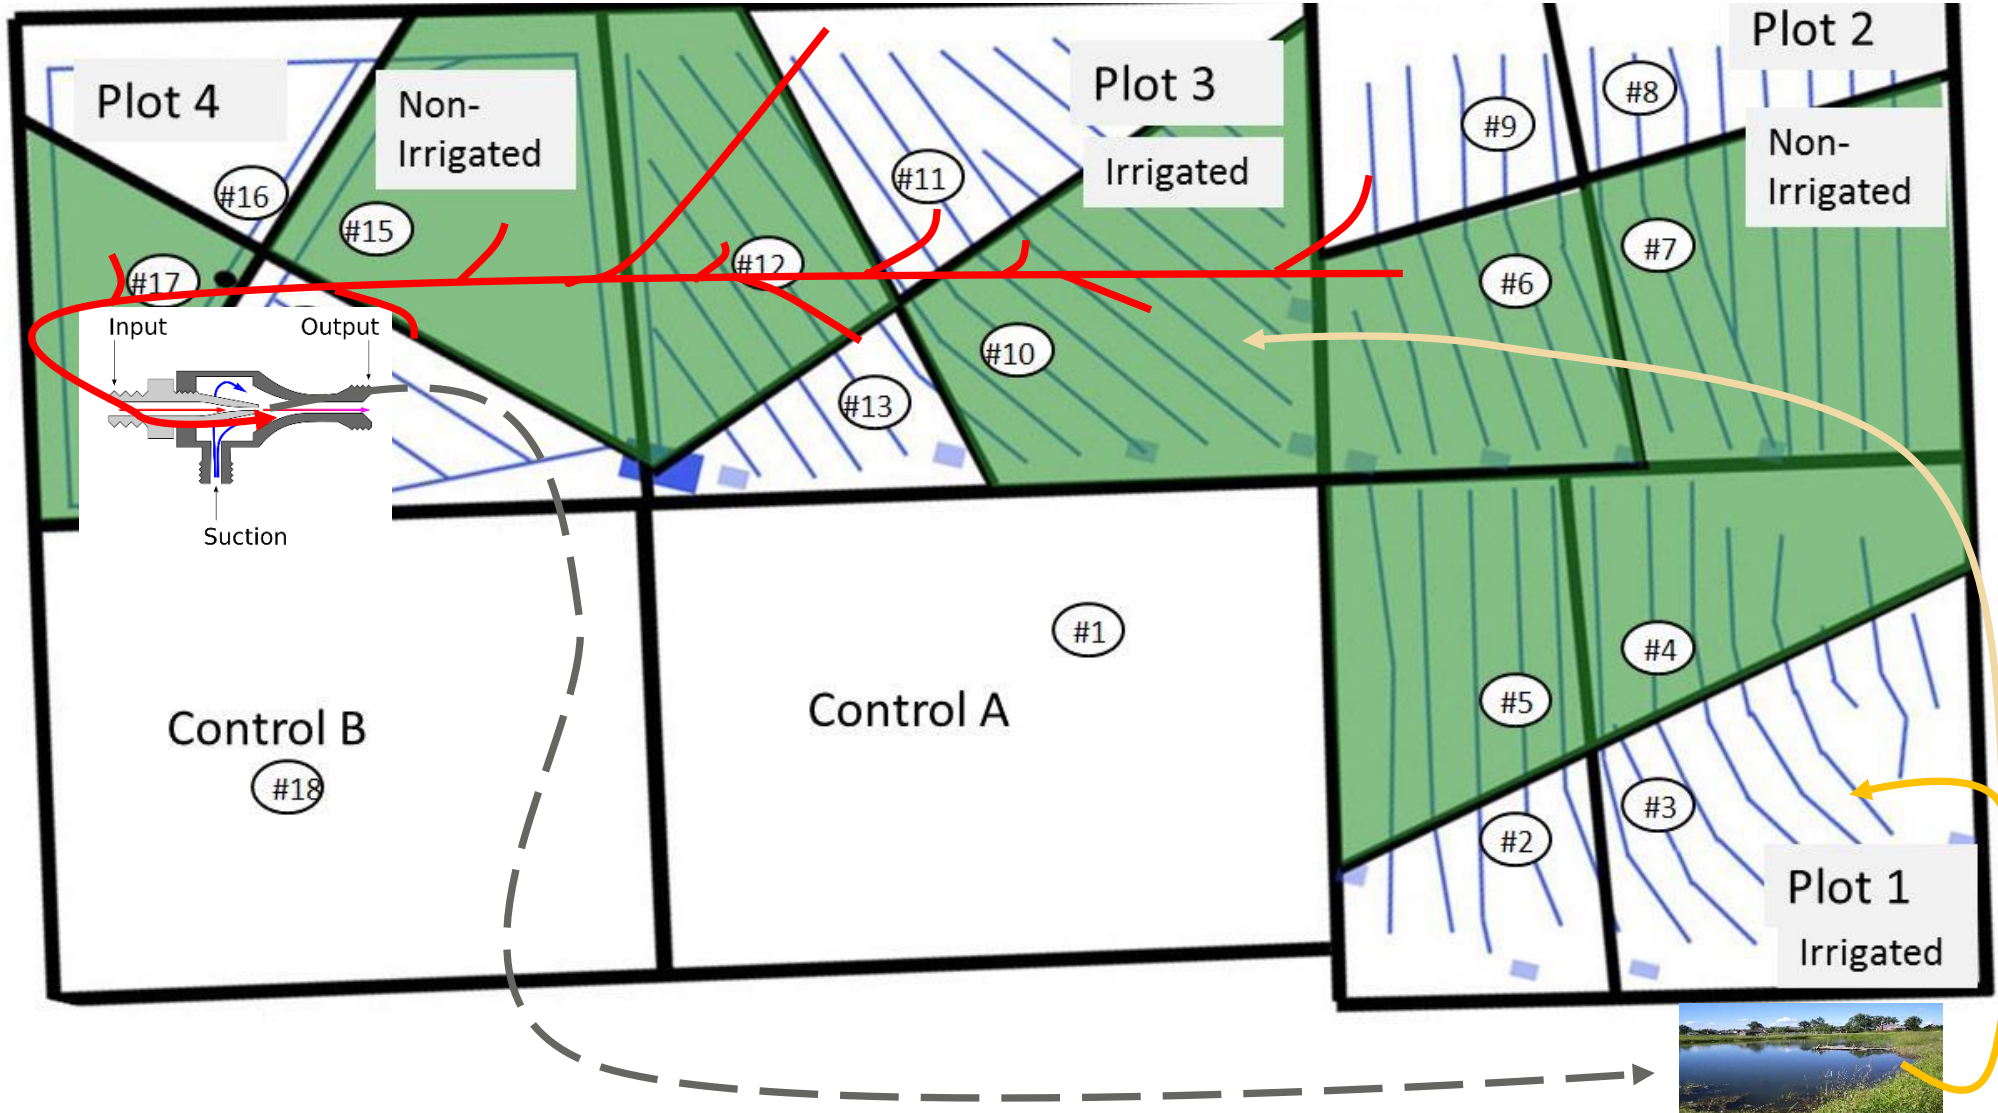 Plot 2
Plot 3
Plot 4
Non-
Irrigated
#8
#9
Non-
Irrigated
Irrigated
#11
#16
#15
#7
#12
#17
#6
Input
Output
#10
#13
Suction
#1
#4
#5
Control A
Control B
#18
#3
#2
Plot 1
Irrigated